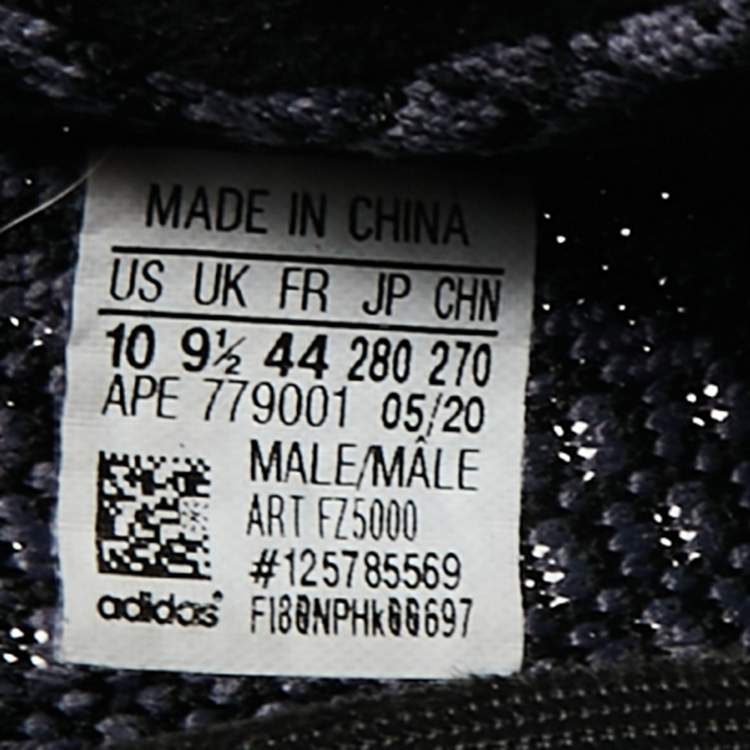 MADE IN CHINA
US UK FR JP CHN
10 9½ 44 280 270
APE 779001 05/20
MALE/MÂLE
ART FZ5000
#125785569
adidas